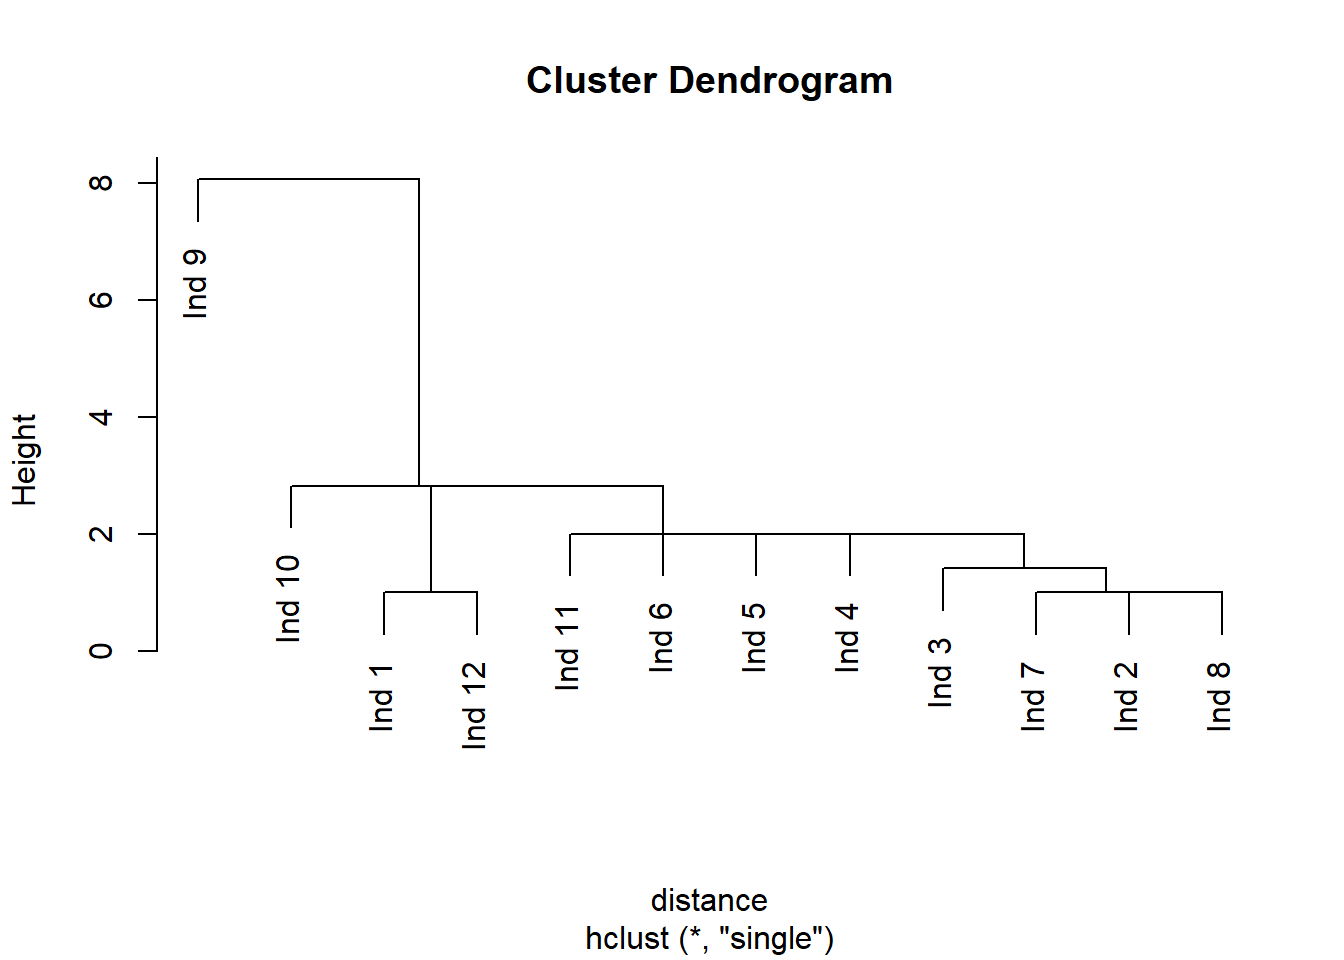 Cluster Dendrogram
Height
8
6
4
2
0
Ind 9
Ind 10
Ind 1
Ind 12
Ind 11
Ind 6
Ind 5
Ind 4
Ind 3
Ind 7
Ind 2
Ind 8
distance
hclust (*, "single")